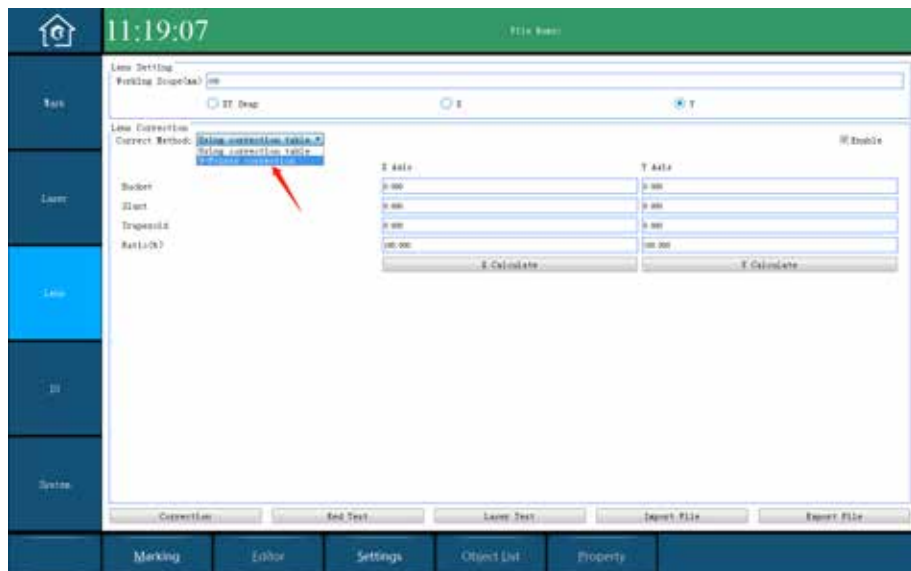 11:19:07
File Name:
Mark
Laser
Lens
IO
System
Lens Setting
Working Scope(mm)
XY Swap
X
Y
Lens Correction
Correct Method: Using correction table
Enable
Using correction table
correction
X Axis
Y Axis
Bucket
0.000
0.000
Slant
0.000
0.000
Trapezoid
0.000
0.000
Ratio(%)
100.000
100.000
X Calculate
Y Calculate
Correction
Red Test
Laser Test
Import File
Export File
Marking
Editor
Settings
Object List
Property